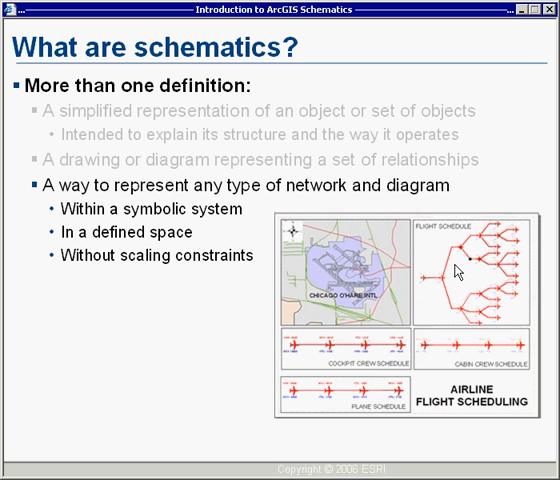 Introduction to ArcGIS Schematics
What are schematics?
More than one definition:
A simplified representation of an object or set of objects
Intended to explain its structure and the way it operates
A drawing or diagram representing a set of relationships
A way to represent any type of network and diagram
Within a symbolic system
In a defined space
Without scaling constraints
CHICAGO O'HARE INTL
FLIGHT SCHEDULE
COCKPIT CREW SCHEDULE
CABIN CREW SCHEDULE
PLANE SCHEDULE
AIRLINE
FLIGHT SCHEDULING
Copyright © 2006 ESRI